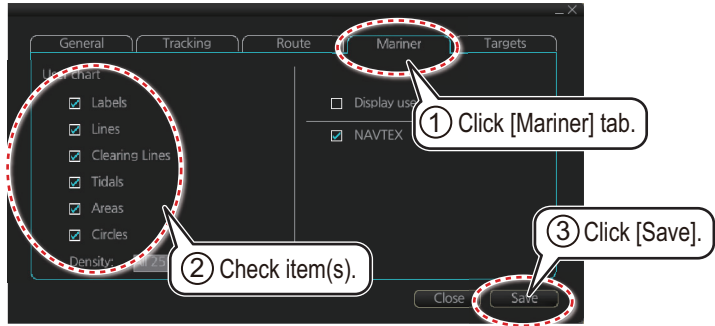 General Tracking Route Mariner Targets
User chart
Labels
Display use
① Click [Mariner] tab.
Lines
NAVTEX
Clearing Lines
Tidals
Areas
Circles
③ Click [Save].
Density:
② Check item(s).
Close Save